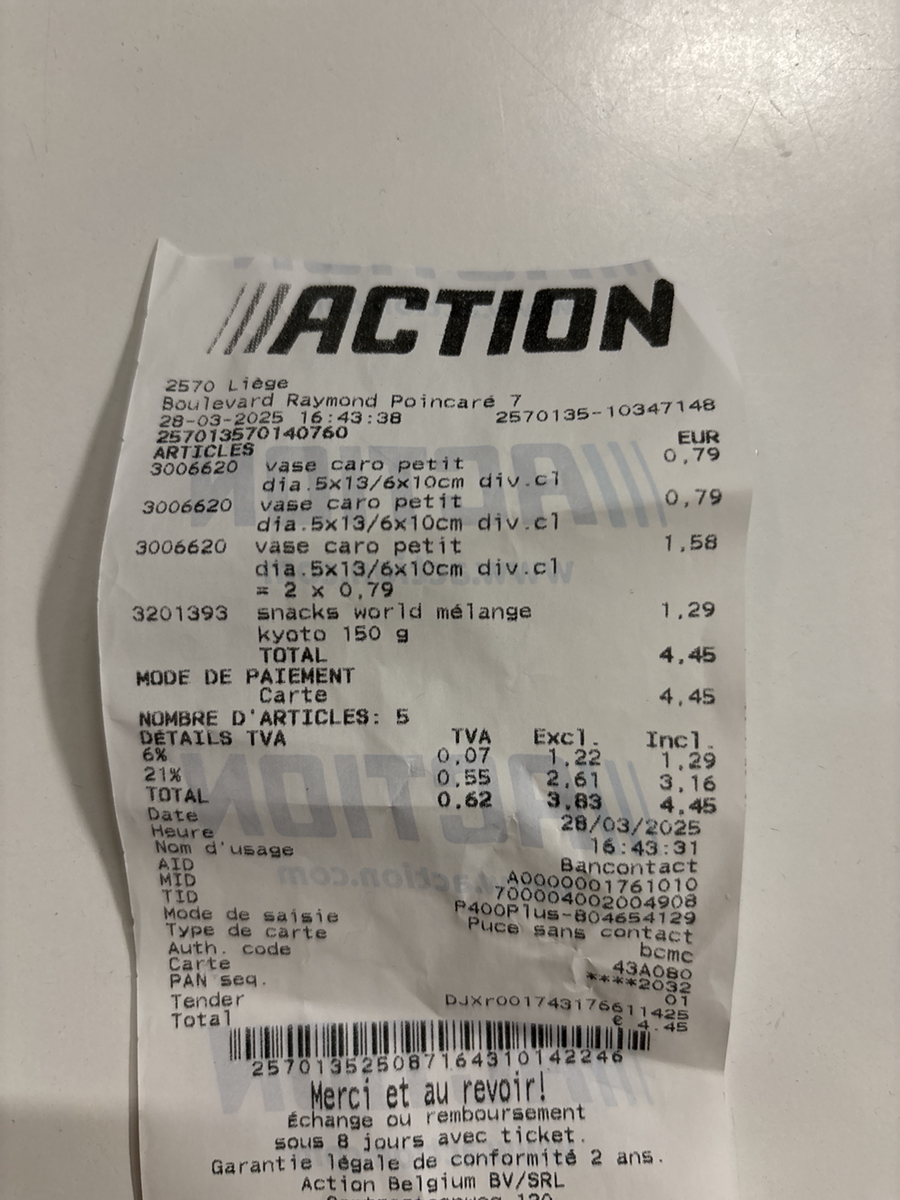 ACTION
2570 Liège
Boulevard Raymond Poincaré 7
28-03-2025 16:43:38 2570135-10347148
257013570140760
ARTICLES EUR
3006620 vase caro petit 0,79
dia.5x13/6x10cm div.cl
3006620 vase caro petit 0,79
dia.5x13/6x10cm div.cl
3006620 vase caro petit 1,58
dia.5x13/6x10cm div.cl
= 2 x 0,79
3201393 snacks world mélange 1,29
kyoto 150 g
TOTAL 4,45
MODE DE PAIEMENT
Carte 4,45
NOMBRE D'ARTICLES: 5
DÉTAILS TVA TVA Excl. Incl.
6% 0,07 1,22 1,29
21% 0,55 2,61 3,16
TOTAL 0,62 3,83 4,45
Date 28/03/2025
Heure 16:43:31
Nom d'usage Bancontact
AID A00000001761010
MID 700004002004908
TID P400Plus-804654129
Mode de saisie Puce sans contact
Type de carte bcmc
Auth. code 43A080
Carte ****2032
PAN seq. 01
Tender DJXr001743176611425
Total € 4.45
257013525087164310142246
Merci et au revoir!
Échange ou remboursement
sous 8 jours avec ticket.
Garantie légale de conformité 2 ans.
Action Belgium BV/SRL